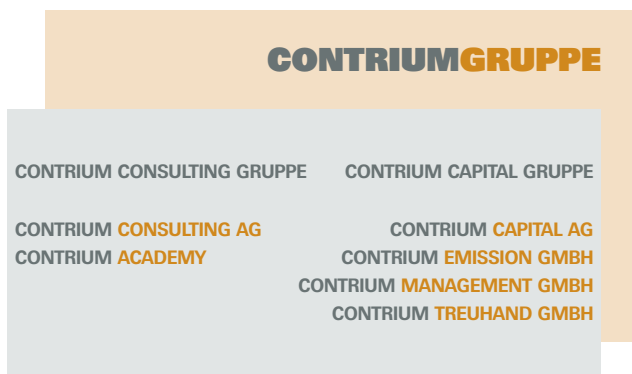 CONTRIUMGRUPPE
CONTRIUM CONSULTING GRUPPE
CONTRIUM CONSULTING AG
CONTRIUM ACADEMY
CONTRIUM CAPITAL GRUPPE
CONTRIUM CAPITAL AG
CONTRIUM EMISSION GMBH
CONTRIUM MANAGEMENT GMBH
CONTRIUM TREUHAND GMBH